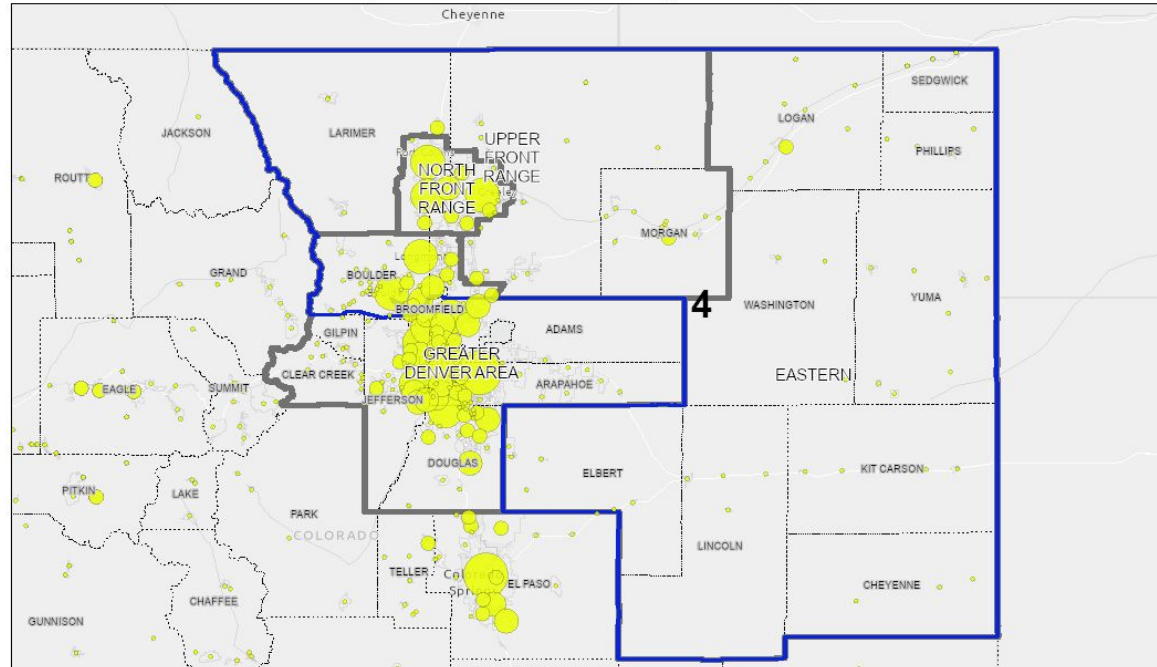 Cheyenne
SEDGWICK
LOGAN
JACKSON
LARIMER
UPPER
FRONT
RANGE
PHILLIPS
NORTH
FRONT
RANGE
ROUTT
MORGAN
GRAND
BOULDER
WASHINGTON
YUMA
4
BROOMFIELD
GILPIN
ADAMS
GREATER
DENVER AREA
CLEAR CREEK
EASTERN
EAGLE
SUMMIT
ARAPAHOE
JEFFERSON
DOUGLAS
ELBERT
KIT CARSON
PITKIN
LAKE
PARK
COLORADO
LINCOLN
TELLER
EL PASO
CHEYENNE
CHAFFEE
GUNNISON